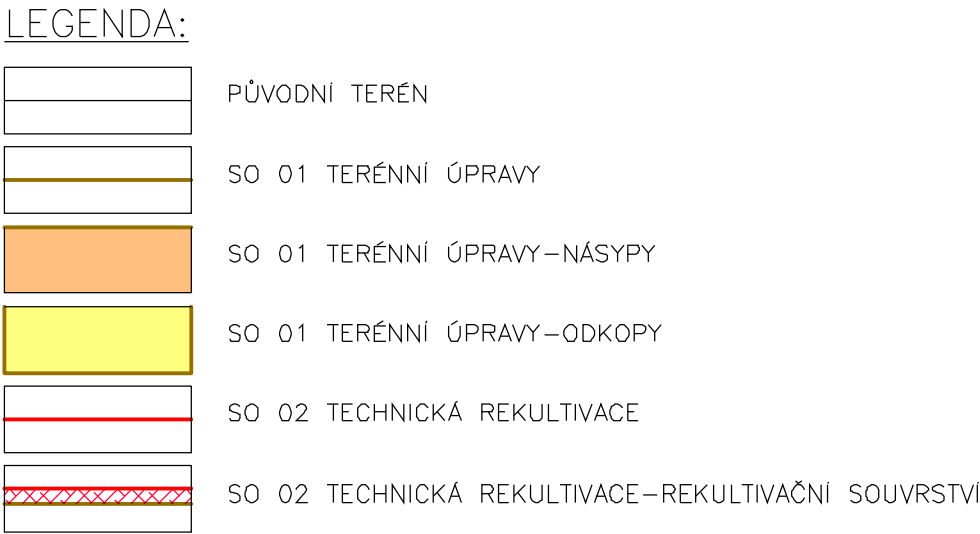 LEGENDA:
PŮVODNÍ TERÉN
SO 01 TERÉNNÍ ÚPRAVY
SO 01 TERÉNNÍ ÚPRAVY–NÁSYPY
SO 01 TERÉNNÍ ÚPRAVY–ODKOPY
SO 02 TECHNICKÁ REKULTIVACE
SO 02 TECHNICKÁ REKULTIVACE–REKULTIVAČNÍ SOUVRSTVÍ